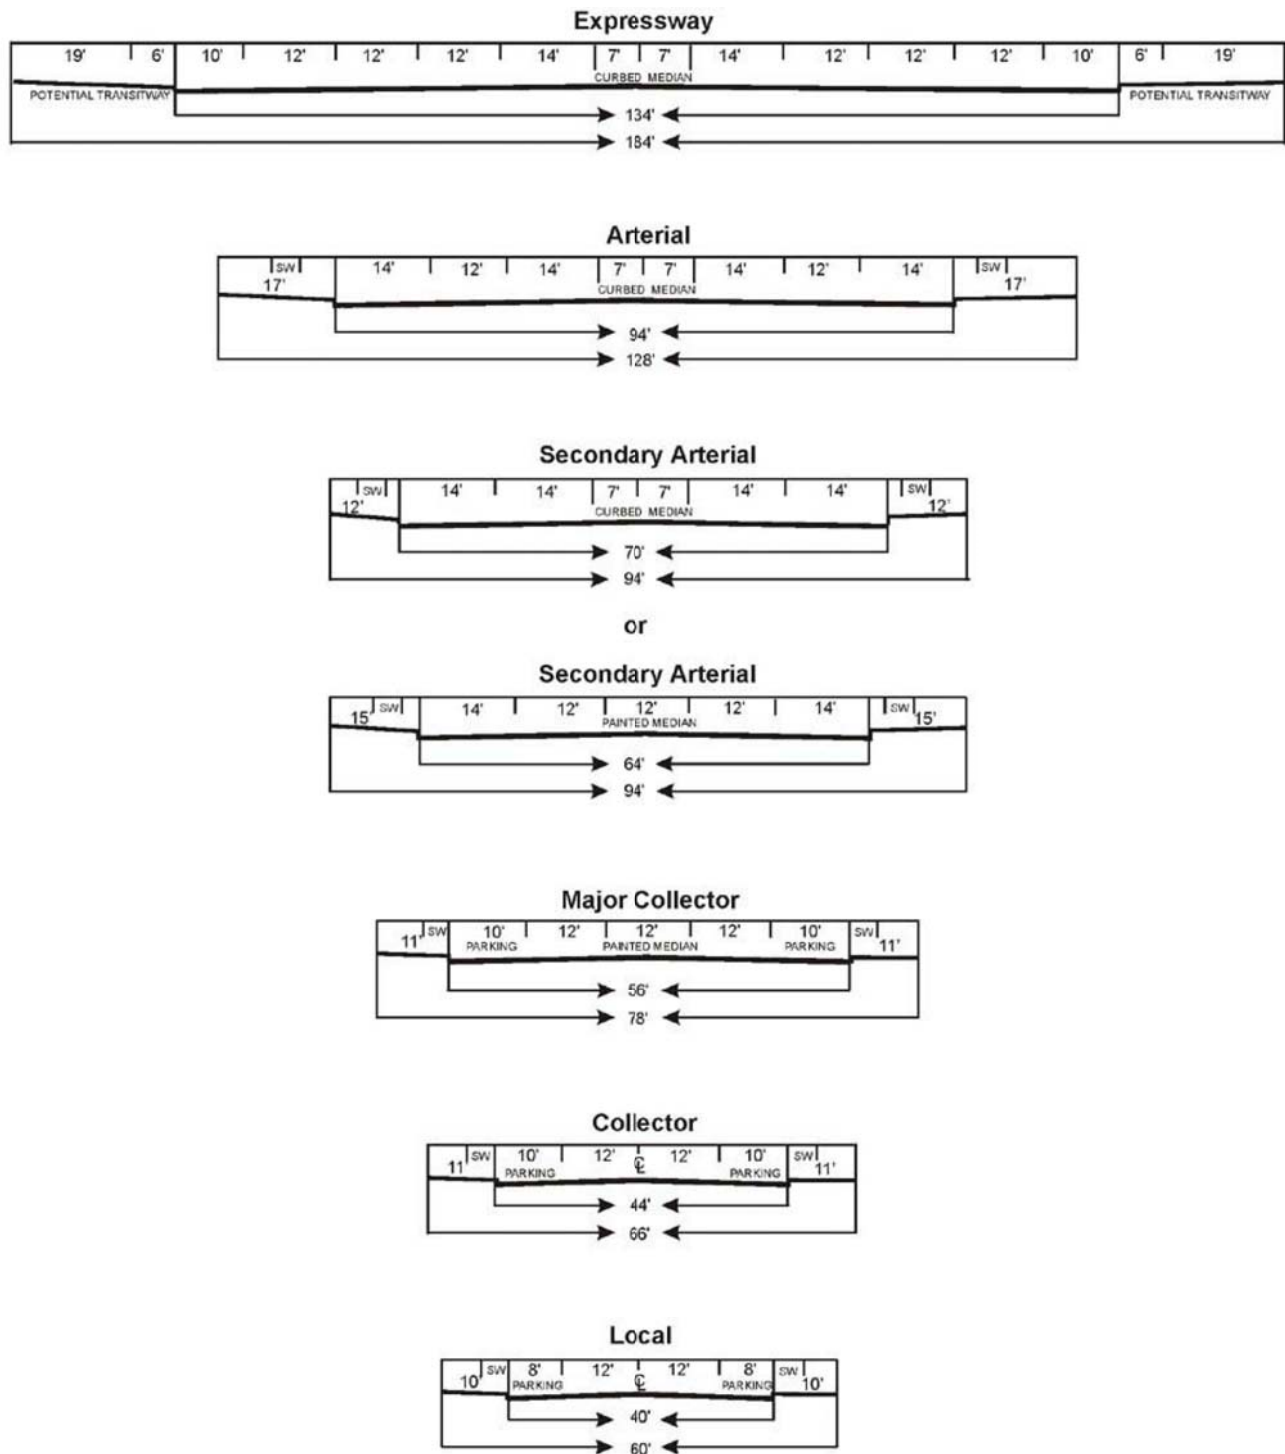 Expressway
19' 6' 10' 12' 12' 12' 14' 7' 7' 14' 12' 12' 12' 10' 6' 19'
CURBED MEDIAN
POTENTIAL TRANSITWAY POTENTIAL TRANSITWAY
134'
184'
Arterial
SW 14' 12' 14' 7' 7' 14' 12' 14' SW
17' 17'
CURBED MEDIAN
94'
128'
Secondary Arterial
SW 14' 14' 7' 7' 14' 14' SW
12' 12'
CURBED MEDIAN
70'
94'
or
Secondary Arterial
SW 14' 12' 12' 12' 14' SW
15' 15'
PAINTED MEDIAN
64'
94'
Major Collector
SW 10' 12' 12' 12' 10' SW
11' PARKING PAINTED MEDIAN PARKING 11'
56'
78'
Collector
SW 10' 12' ℄ 12' 10' SW
11' PARKING PARKING 11'
44'
66'
Local
SW 8' 12' ℄ 12' 8' SW
10' PARKING PARKING 10'
40'
60'